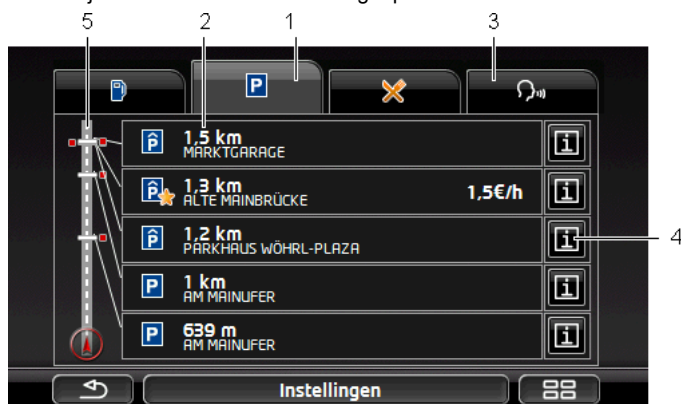 5 2 1 3
P
P 1,5 km
MARKTGARAGE
i
P 1,3 km
ALTE MAINBRÜCKE
1,5€/h
i
P 1,2 km
PARKHAUS WÖHRL-PLAZA
i
4
P 1 km
AM MAINUFER
i
P 639 m
AM MAINUFER
i
Instellingen